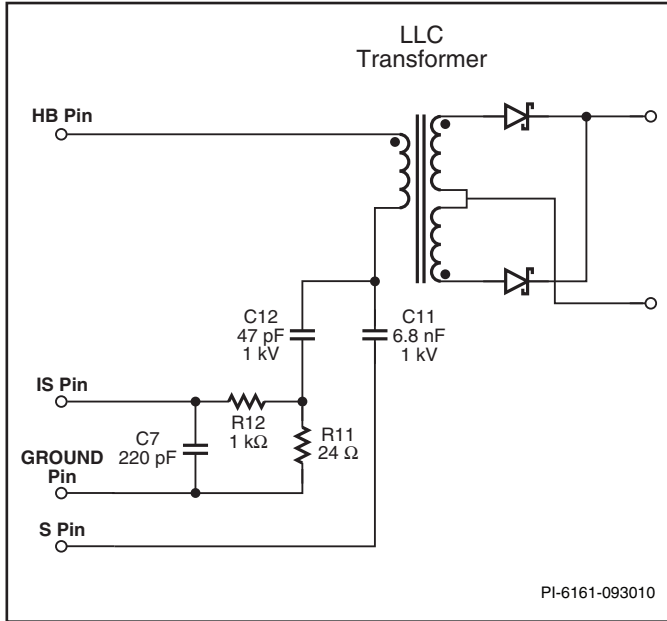 LLC
Transformer
HB Pin
C12
47 pF
1 kV
C11
6.8 nF
1 kV
IS Pin
R12
1 kΩ
C7
220 pF
R11
24 Ω
GROUND
Pin
S Pin
PI-6161-093010